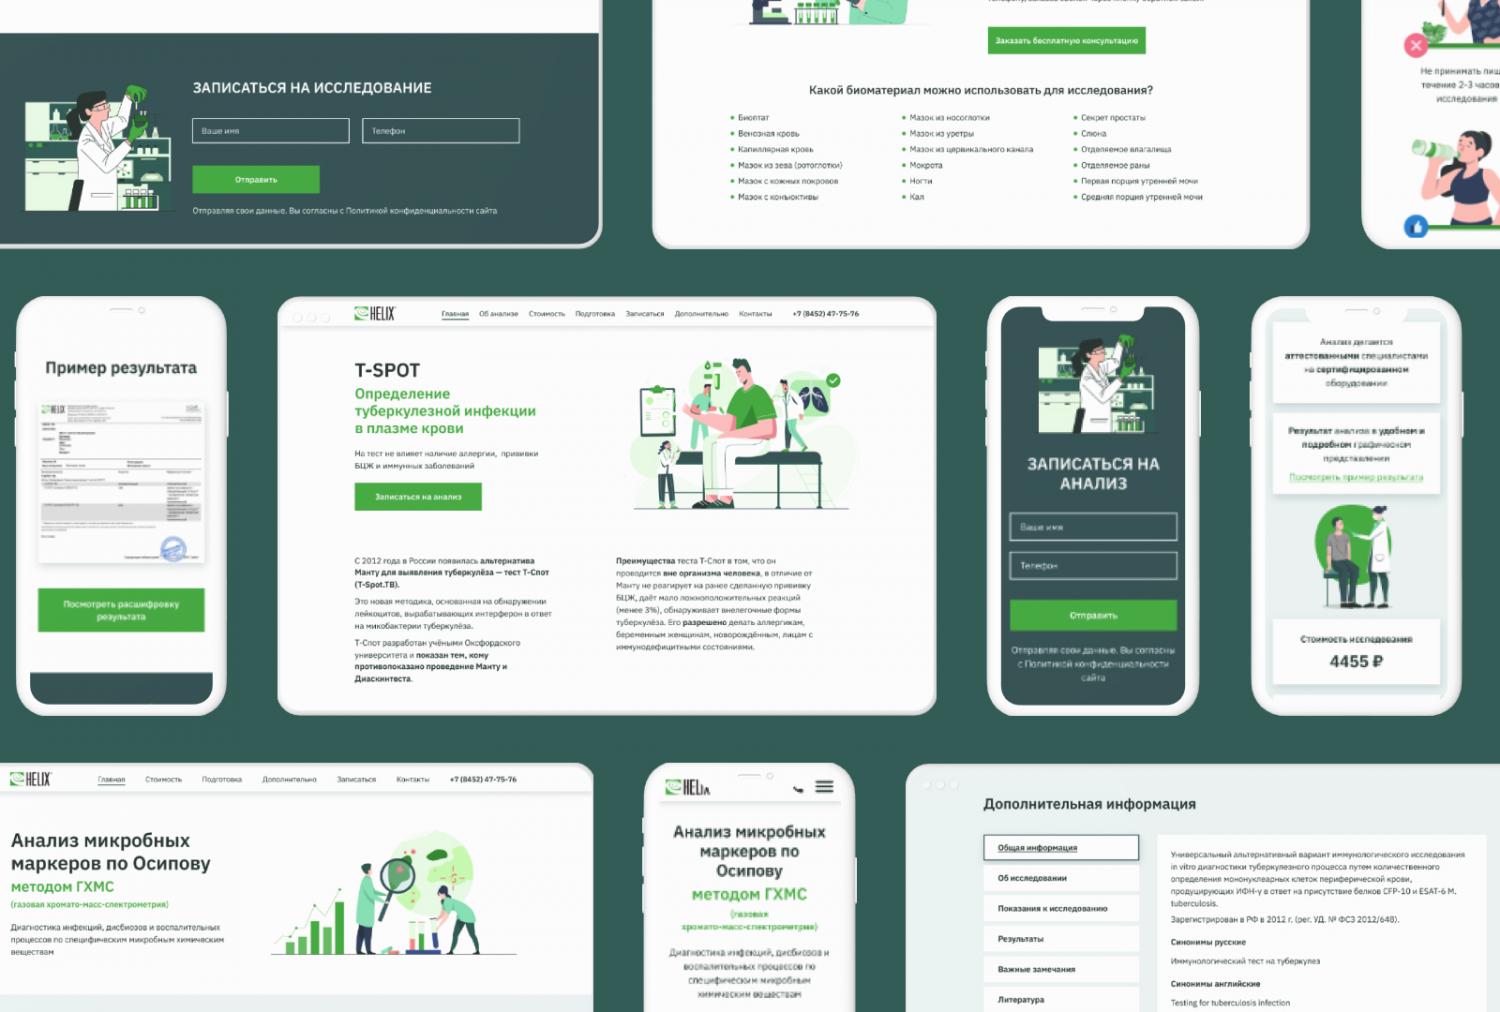 ЗАПИСАТЬСЯ НА ИССЛЕДОВАНИЕ
Ваше имя
Телефон
Отправить
Отправляя свои данные, Вы согласны с Политикой конфиденциальности сайта
Заказать бесплатную консультацию
Какой биоматериал можно использовать для исследования?
Биоптат
Венозная кровь
Капиллярная кровь
Мазок из зева (ротоглотки)
Мазок с кожных покровов
Мазок с конъюктивы
Мазок из носоглотки
Мазок из уретры
Мазок из цервикального канала
Мокрота
Ногти
Кал
Секрет простаты
Слюна
Отделяемое влагалища
Отделяемое раны
Первая порция утренней мочи
Средняя порция утренней мочи
Не принимать
течение 2-3 часов
исследования
Пример результата
HELIX
Посмотреть расшифровку
результата
HELIX
Главная
Об анализе
Стоимость
Подготовка
Записаться
Дополнительно
Контакты
+7 (8452) 47-75-76
T-SPOT
Определение
туберкулезной инфекции
в плазме крови
На тест не влияет наличие аллергии, прививки
БЦЖ и иммунных заболеваний
Записаться на анализ
С 2012 года в России появилась альтернатива
Манту для выявления туберкулёза — тест Т-Спот
(T-Spot.TB).
Это новая методика, основанная на обнаружении
лейкоцитов, вырабатывающих интерферон в ответ
на микобактерии туберкулёза.
Т-Спот разработан учёными Оксфордского
университета и показан тем, кому
противопоказано проведение Манту и
Диаскинтеста.
Преимущества теста Т-Спот в том, что он
проводится вне организма человека, в отличие от
Манту не реагирует на ранее сделанную прививку
БЦЖ, даёт мало ложноположительных реакций
(менее 3%), обнаруживает внелегочные формы
туберкулёза. Его разрешено делать аллергикам,
беременным женщинам, новорождённым, лицам с
иммунодефицитными состояниями.
ЗАПИСАТЬСЯ НА
АНАЛИЗ
Ваше имя
Телефон
Отправить
Отправляя свои данные, Вы согласны
с Политикой конфиденциальности
сайта
Анализ делается
аттестованными специалистами
на сертифицированном
оборудовании
Результат анализа в удобном и
подробном графическом
представлении
Посмотреть пример результата
Стоимость исследования
4455 ₽
HELIX
Главная
Стоимость
Подготовка
Дополнительно
Записаться
Контакты
+7 (8452) 47-75-76
Анализ микробных
маркеров по Осипову
методом ГХМС
(газовая хромато-масс-спектрометрия)
Диагностика инфекций, дисбиозов и воспалительных
процессов по специфическим микробным химическим
веществам
Анализ микробных
маркеров по
Осипову
методом ГХМС
(газовая
хромато-масс-спектрометрия)
Диагностика инфекций, дисбиозов и
воспалительных процессов по
специфическим микробным
химическим веществам
Дополнительная информация
Общая информация
Об исследовании
Показания к исследованию
Результаты
Важные замечания
Литература
Универсальный альтернативный вариант иммунологического исследования
in vitro диагностики туберкулезного процесса путем количественного
определения мононуклеарных клеток периферической крови,
продуцирующих ИФН-γ в ответ на присутствие белков CFP-10 и ESAT-6 M.
tuberculosis.
Зарегистрирован в РФ в 2012 г. (рег. УД. № ФСЗ 2012/648).
Синонимы русские
Иммунологический тест на туберкулез
Синонимы английские
Testing for tuberculosis infection